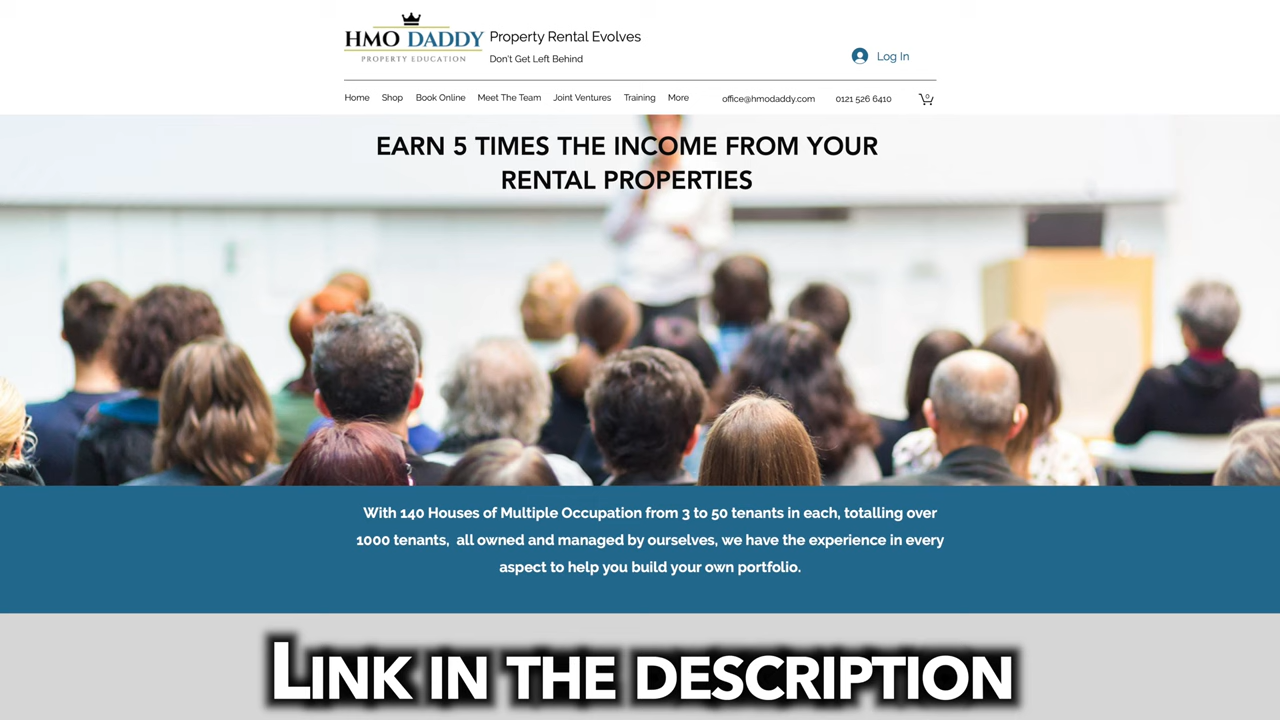 HMO DADDY
PROPERTY EDUCATION
Property Rental Evolves
Don't Get Left Behind
Log In
Home Shop Book Online Meet The Team Joint Ventures Training More office@hmodaddy.com 0121 526 6410 0
EARN 5 TIMES THE INCOME FROM YOUR
RENTAL PROPERTIES
With 140 Houses of Multiple Occupation from 3 to 50 tenants in each, totalling over
1000 tenants, all owned and managed by ourselves, we have the experience in every
aspect to help you build your own portfolio.
LINK IN THE DESCRIPTION